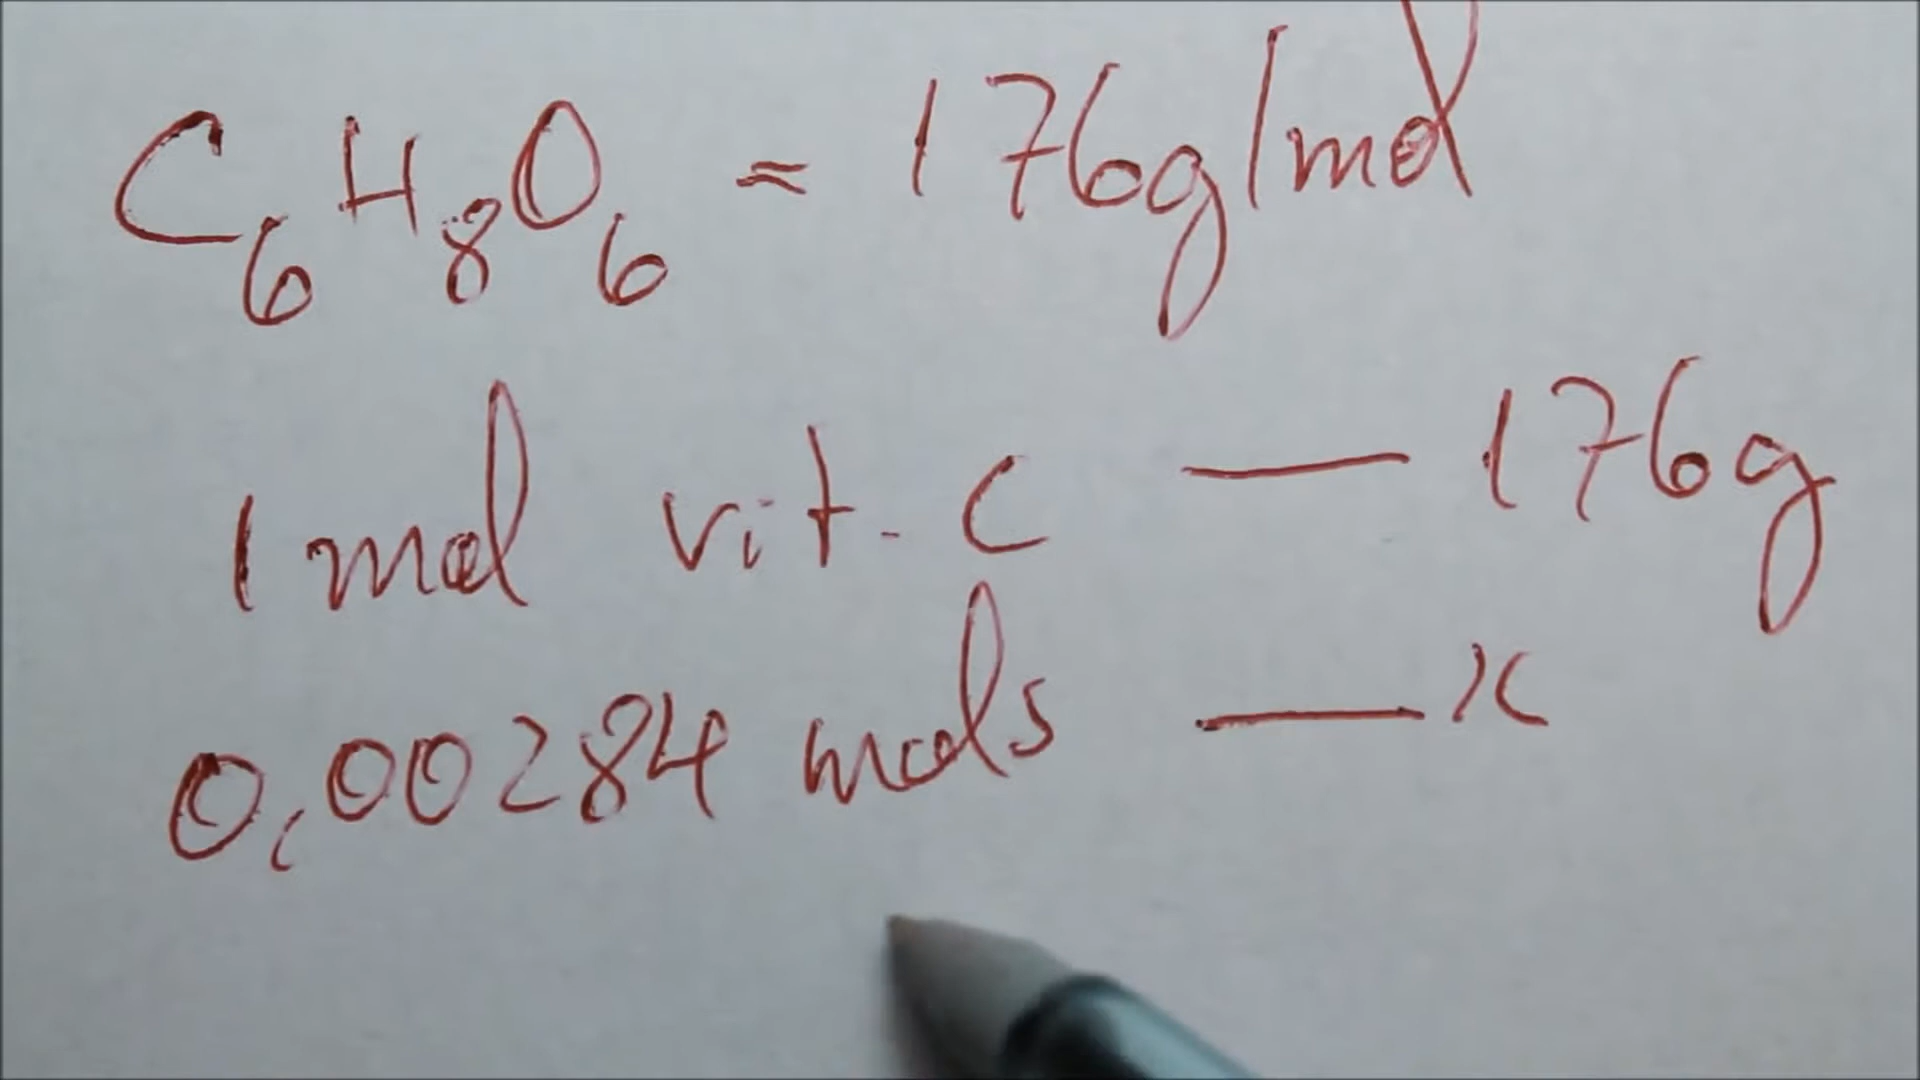 C6H8O6 = 176g/mol
1 mol vit. C — 176g
0,00284 mols — x